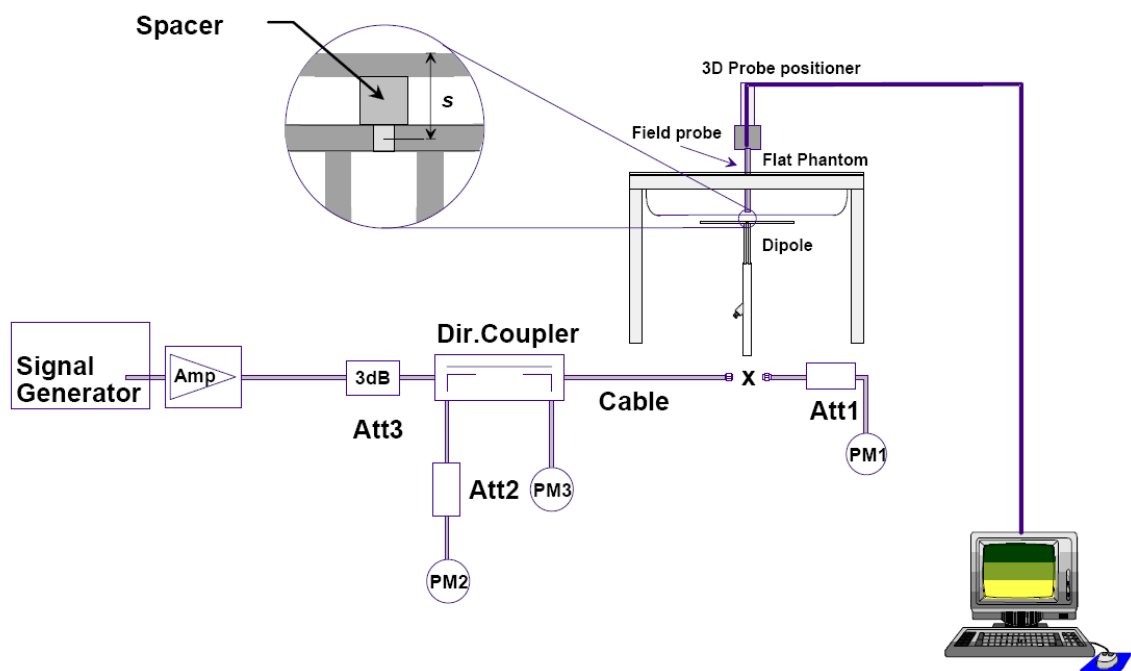 Spacer
s
3D Probe positioner
Field probe
Flat Phantom
Dipole
Dir.Coupler
Signal
Generator
Amp
3dB
Att3
Cable
x
Att1
PM1
Att2
PM3
PM2